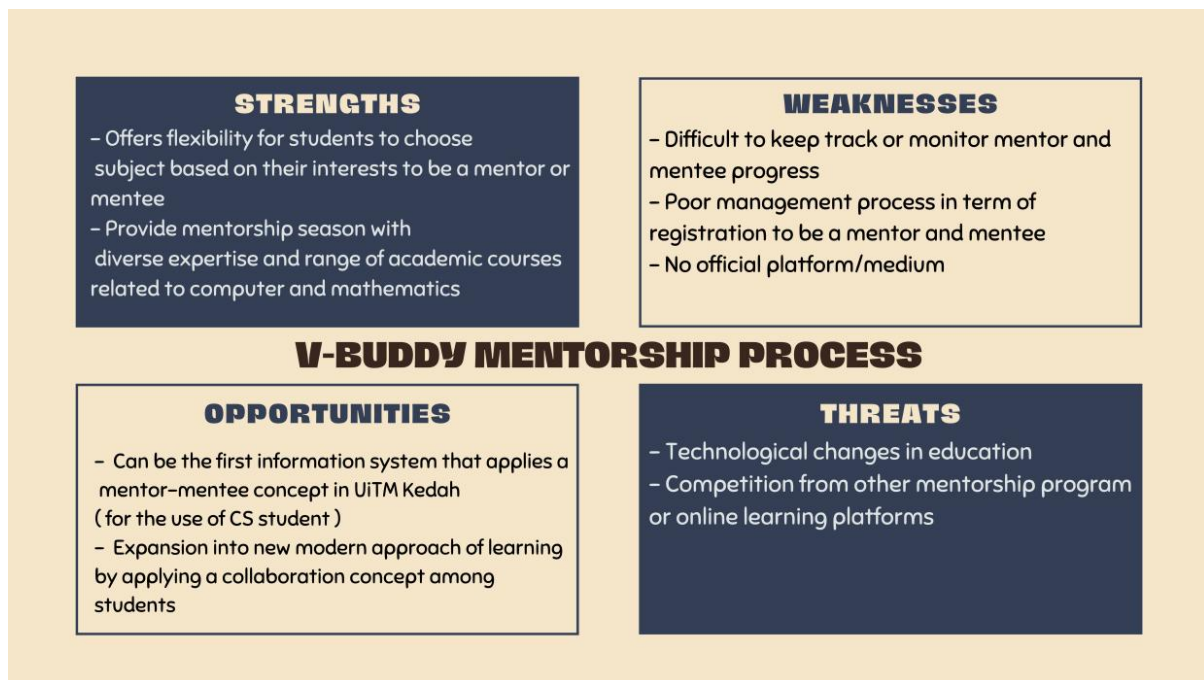 STRENGTHS
– Offers flexibility for students to choose
subject based on their interests to be a mentor or
mentee
– Provide mentorship season with
diverse expertise and range of academic courses
related to computer and mathematics
WEAKNESSES
– Difficult to keep track or monitor mentor and
mentee progress
– Poor management process in term of
registration to be a mentor and mentee
– No official platform/medium
V-BUDDY MENTORSHIP PROCESS
OPPORTUNITIES
– Can be the first information system that applies a
mentor-mentee concept in UiTM Kedah
( for the use of CS student )
– Expansion into new modern approach of learning
by applying a collaboration concept among
students
THREATS
– Technological changes in education
– Competition from other mentorship program
or online learning platforms